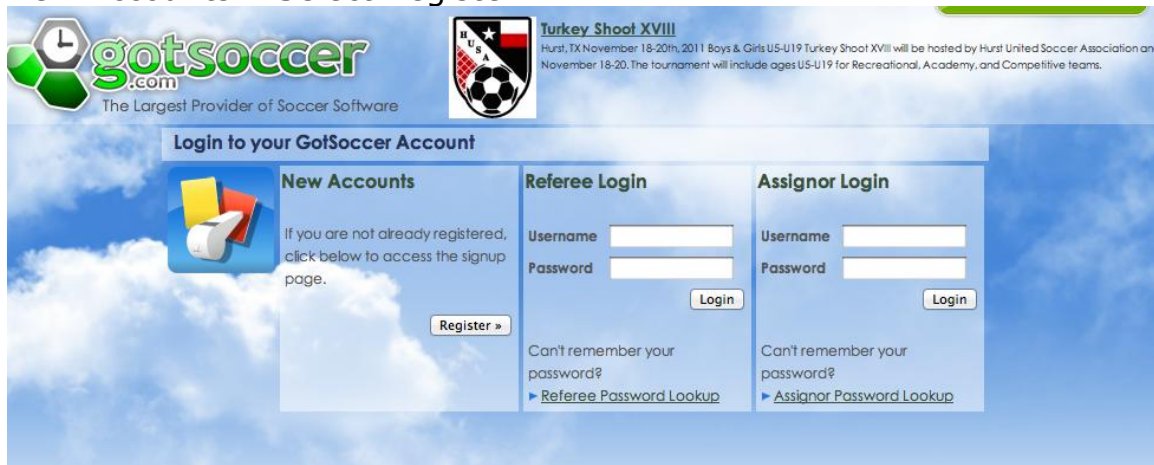 gotsoccer
.com
The Largest Provider of Soccer Software
HUSA
Turkey Shoot XVIII
Hurst, TX November 18-20th, 2011 Boys & Girls U5-U19 Turkey Shoot XVIII will be hosted by Hurst United Soccer Association an
November 18-20. The tournament will include ages U5-U19 for Recreational, Academy, and Competitive teams.
Login to your GotSoccer Account
New Accounts
If you are not already registered,
click below to access the signup
page.
Register »
Referee Login
Username
Password
Login
Can't remember your
password?
Referee Password Lookup
Assignor Login
Username
Password
Login
Can't remember your
password?
Assignor Password Lookup